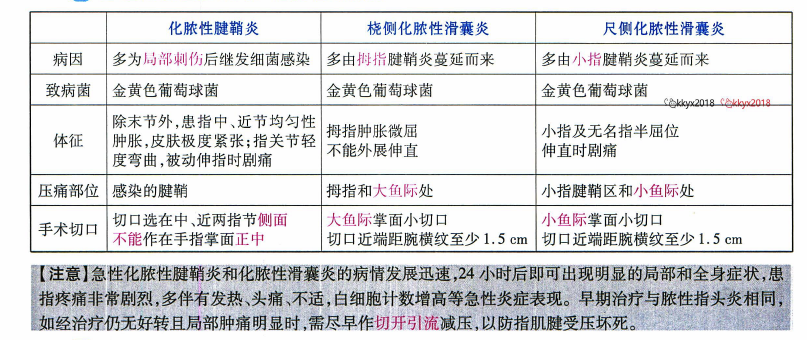 化脓性腱鞘炎 桡侧化脓性滑囊炎 尺侧化脓性滑囊炎
病因 多为局部刺伤后继发细菌感染 多由拇指腱鞘炎蔓延而来 多由小指腱鞘炎蔓延而来
致病菌 金黄色葡萄球菌 金黄色葡萄球菌 金黄色葡萄球菌
kkyx2018 kkyx2018
体征 除末节外,患指中、近节均匀性肿胀,皮肤极度紧张;指关节轻度弯曲,被动伸指时剧痛 拇指肿胀微屈 不能外展伸直 小指及无名指半屈位 伸直时剧痛
压痛部位 感染的腱鞘 拇指和大鱼际处 小指腱鞘区和小鱼际处
手术切口 切口选在中、近两指节侧面 不能作在手指掌面正中 大鱼际掌面小切口 切口近端距腕横纹至少1.5 cm 小鱼际掌面小切口 切口近端距腕横纹至少1.5 cm
【注意】急性化脓性腱鞘炎和化脓性滑囊炎的病情发展迅速,24小时后即可出现明显的局部和全身症状,患
指疼痛非常剧烈,多伴有发热、头痛、不适,白细胞计数增高等急性炎症表现。早期治疗与脓性指头炎相同,
如经治疗仍无好转且局部肿痛明显时,需尽早作切开引流减压,以防指肌腱受压坏死。